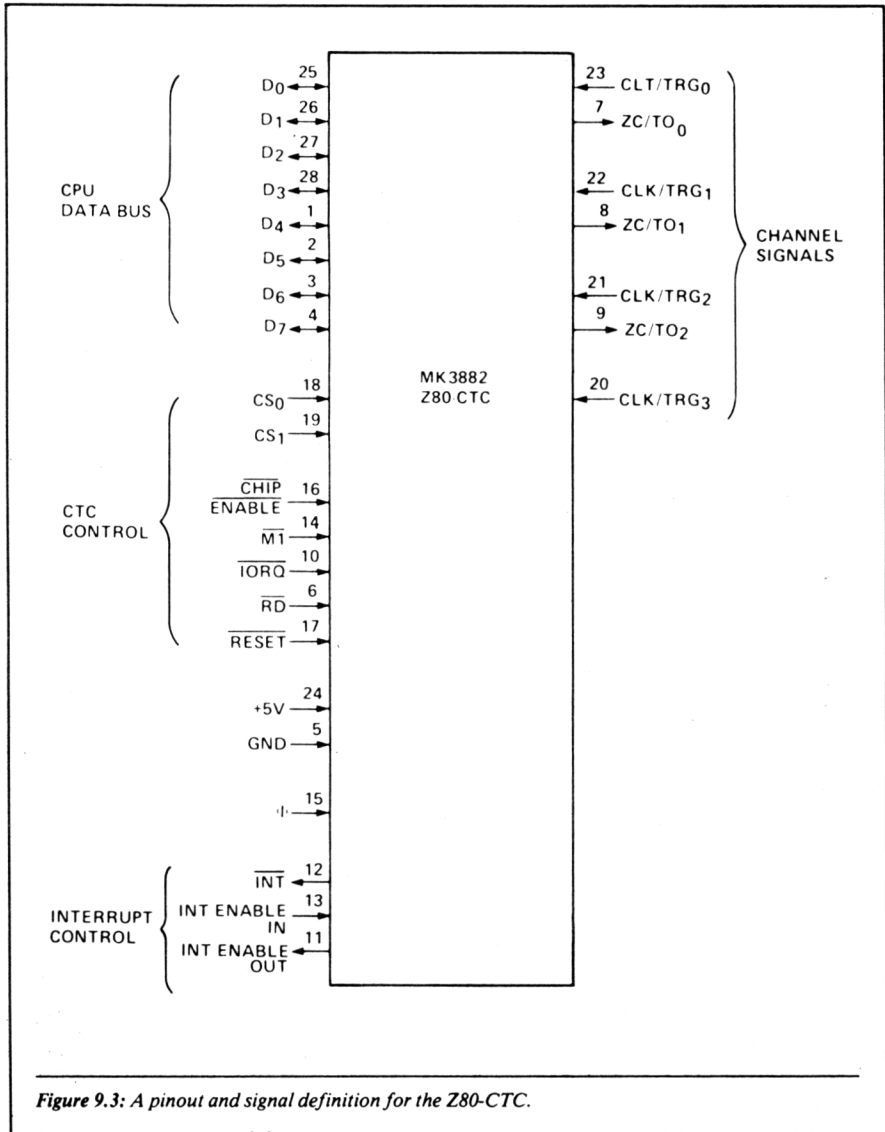 25
D0
26
D1
27
D2
28
D3
1
D4
2
D5
3
D6
4
D7
CPU
DATA BUS
18
CS0
19
CS1
CHIP
ENABLE
16
14
M1
10
IORQ
6
RD
17
RESET
CTC
CONTROL
24
+5V
5
GND
15
12
INT
13
INT ENABLE
IN
11
INT ENABLE
OUT
INTERRUPT
CONTROL
MK3882
Z80-CTC
23
CLT/TRG0
7
ZC/TO0
22
CLK/TRG1
8
ZC/TO1
21
CLK/TRG2
9
ZC/TO2
20
CLK/TRG3
CHANNEL
SIGNALS
Figure 9.3: A pinout and signal definition for the Z80-CTC.